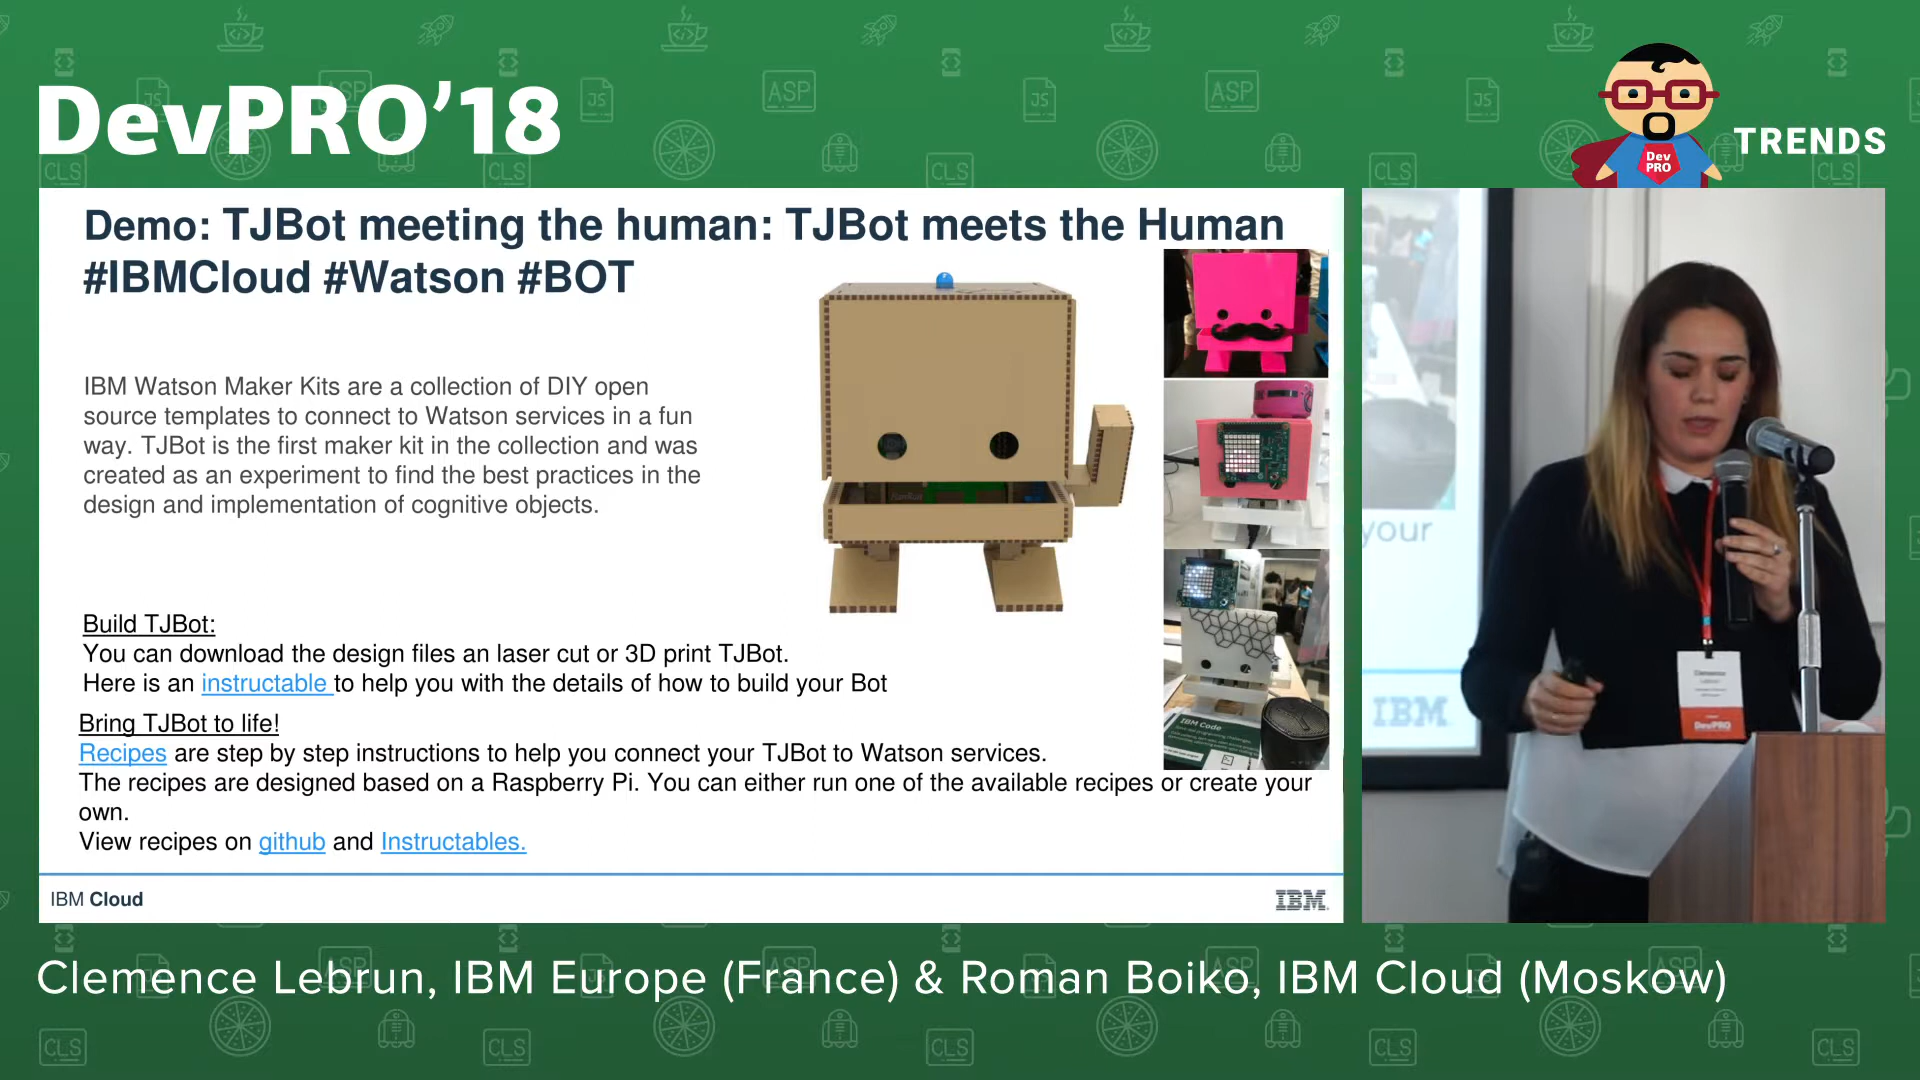 DevPRO’18
TRENDS
Dev
PRO
Demo: TJBot meeting the human: TJBot meets the Human
#IBMCloud #Watson #BOT
IBM Watson Maker Kits are a collection of DIY open
source templates to connect to Watson services in a fun
way. TJBot is the first maker kit in the collection and was
created as an experiment to find the best practices in the
design and implementation of cognitive objects.
Build TJBot:
You can download the design files an laser cut or 3D print TJBot.
Here is an instructable to help you with the details of how to build your Bot
Bring TJBot to life!
Recipes are step by step instructions to help you connect your TJBot to Watson services.
The recipes are designed based on a Raspberry Pi. You can either run one of the available recipes or create your
own.
View recipes on github and Instructables.
IBM Code
IBM Cloud
IBM
your
IBM
Clemence
DevPRO
Clemence Lebrun, IBM Europe (France) & Roman Boiko, IBM Cloud (Moskow)
ASP
JS
CLS